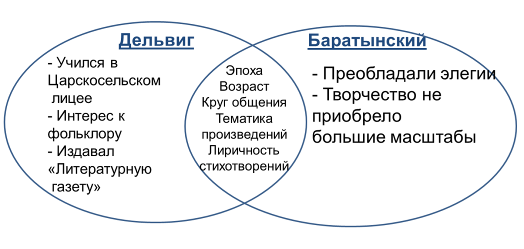 Дельвиг
- Учился в
Царскосельском
лицее
- Интерес к
фольклору
- Издавал
«Литературную
газету»
Эпоха
Возраст
Круг общения
Тематика
произведений
Лиричность
стихотворений
Баратынский
- Преобладали элегии
- Творчество не
приобрело
большие масштабы